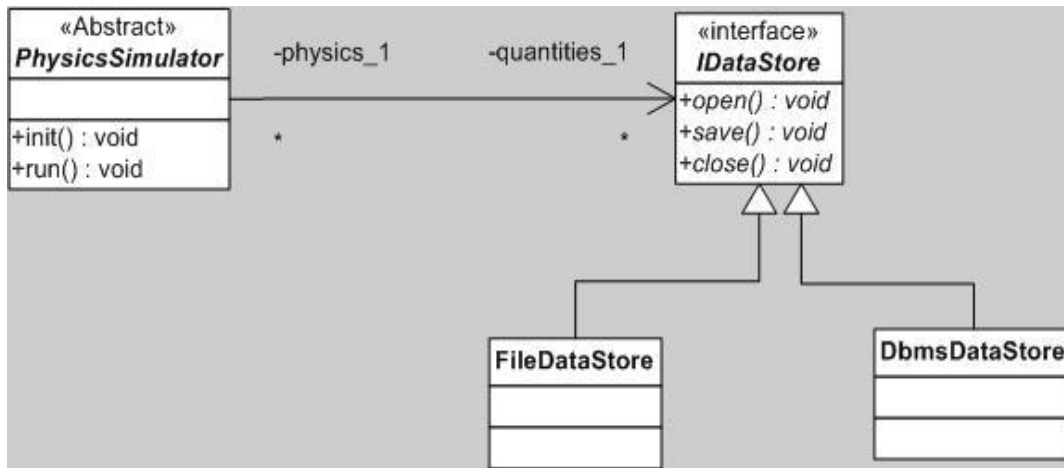 «Abstract»
PhysicsSimulator
+init() : void
+run() : void
-physics_1
-quantities_1
*
*
«interface»
IDataStore
+open() : void
+save() : void
+close() : void
FileDataStore
DbmsDataStore